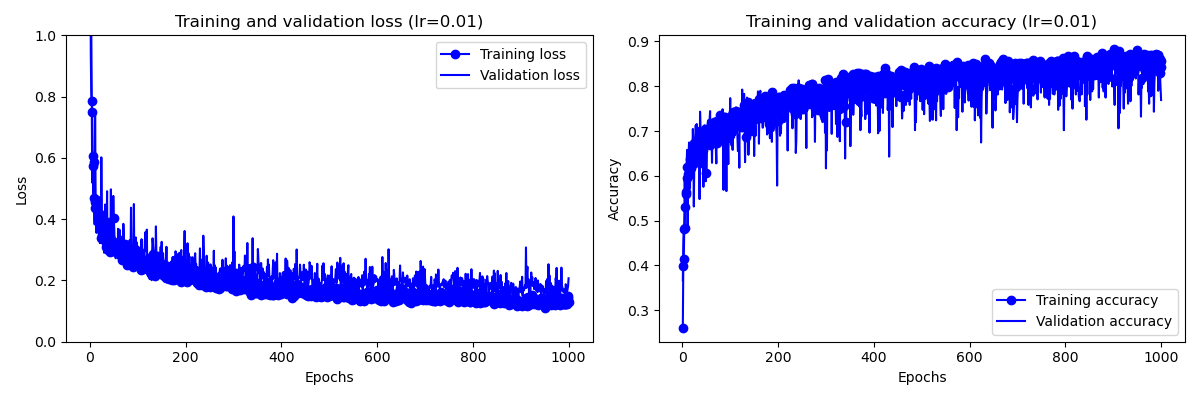 Training and validation loss (lr=0.01)
1.0
0.8
0.6
0.4
0.2
0.0
Loss
Training loss
Validation loss
0
200
400
600
800
1000
Epochs
Training and validation accuracy (lr=0.01)
0.9
0.8
0.7
0.6
0.5
0.4
0.3
Accuracy
Training accuracy
Validation accuracy
0
200
400
600
800
1000
Epochs